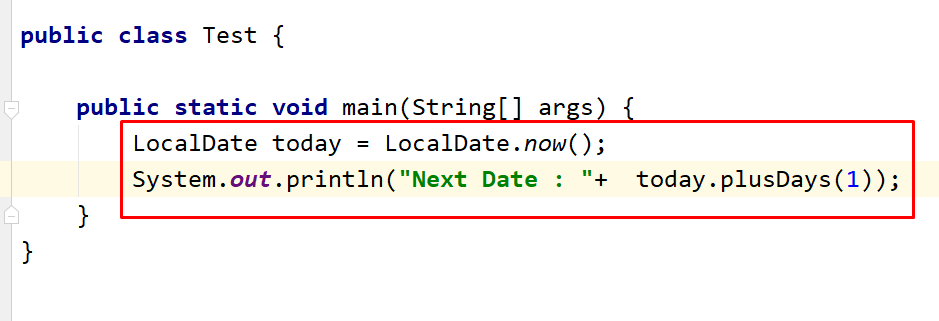 public class Test {
public static void main(String[] args) {
LocalDate today = LocalDate.now();
System.out.println("Next Date : "+  today.plusDays(1));
}
}